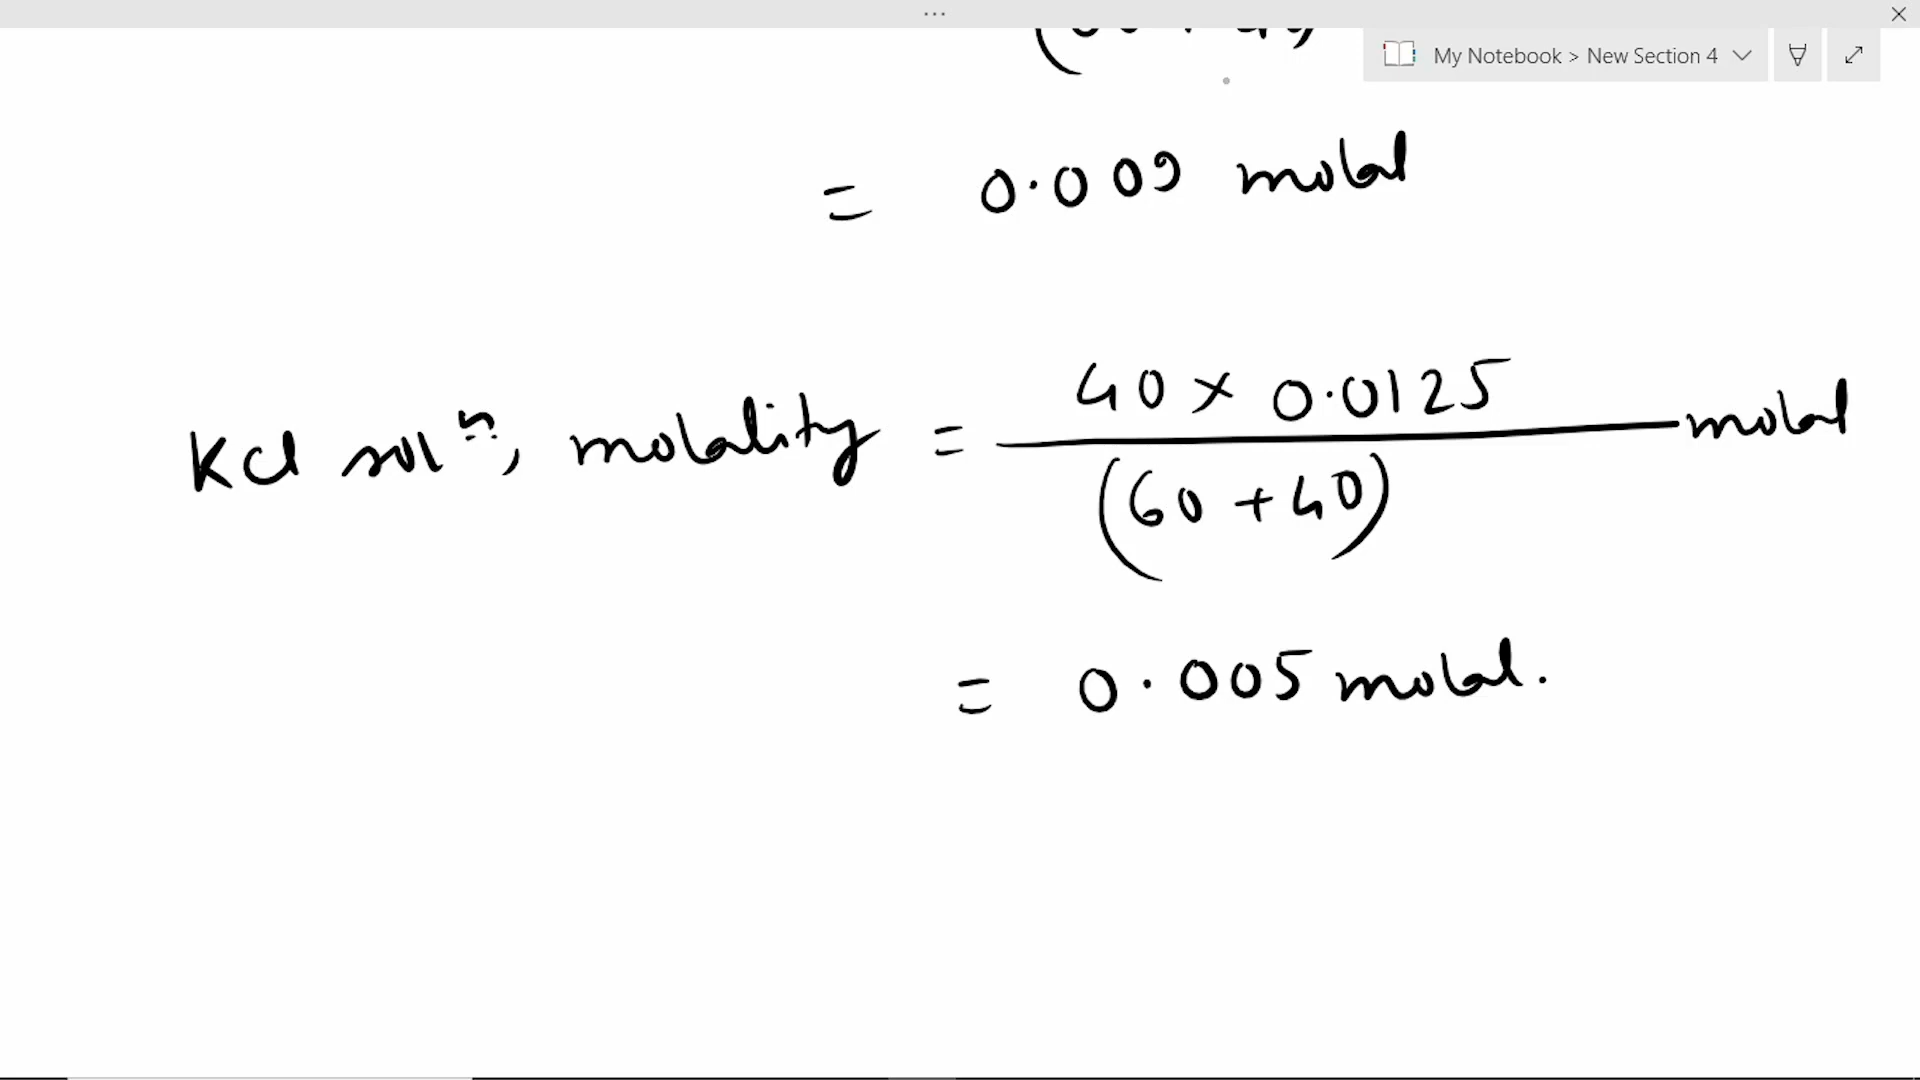 My Notebook > New Section 4
= 0.009 molal
KCl solⁿ, molality = 40 × 0.0125 / (60 + 40) molal
= 0.005 molal.